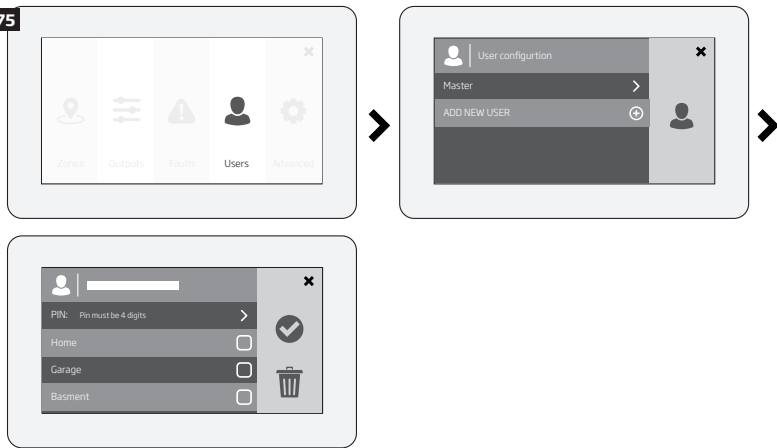 75
Zones Outputs Faults Users Advanced
User configurtion
Master
ADD NEW USER
PIN: Pin must be 4 digits
Home
Garage
Basment